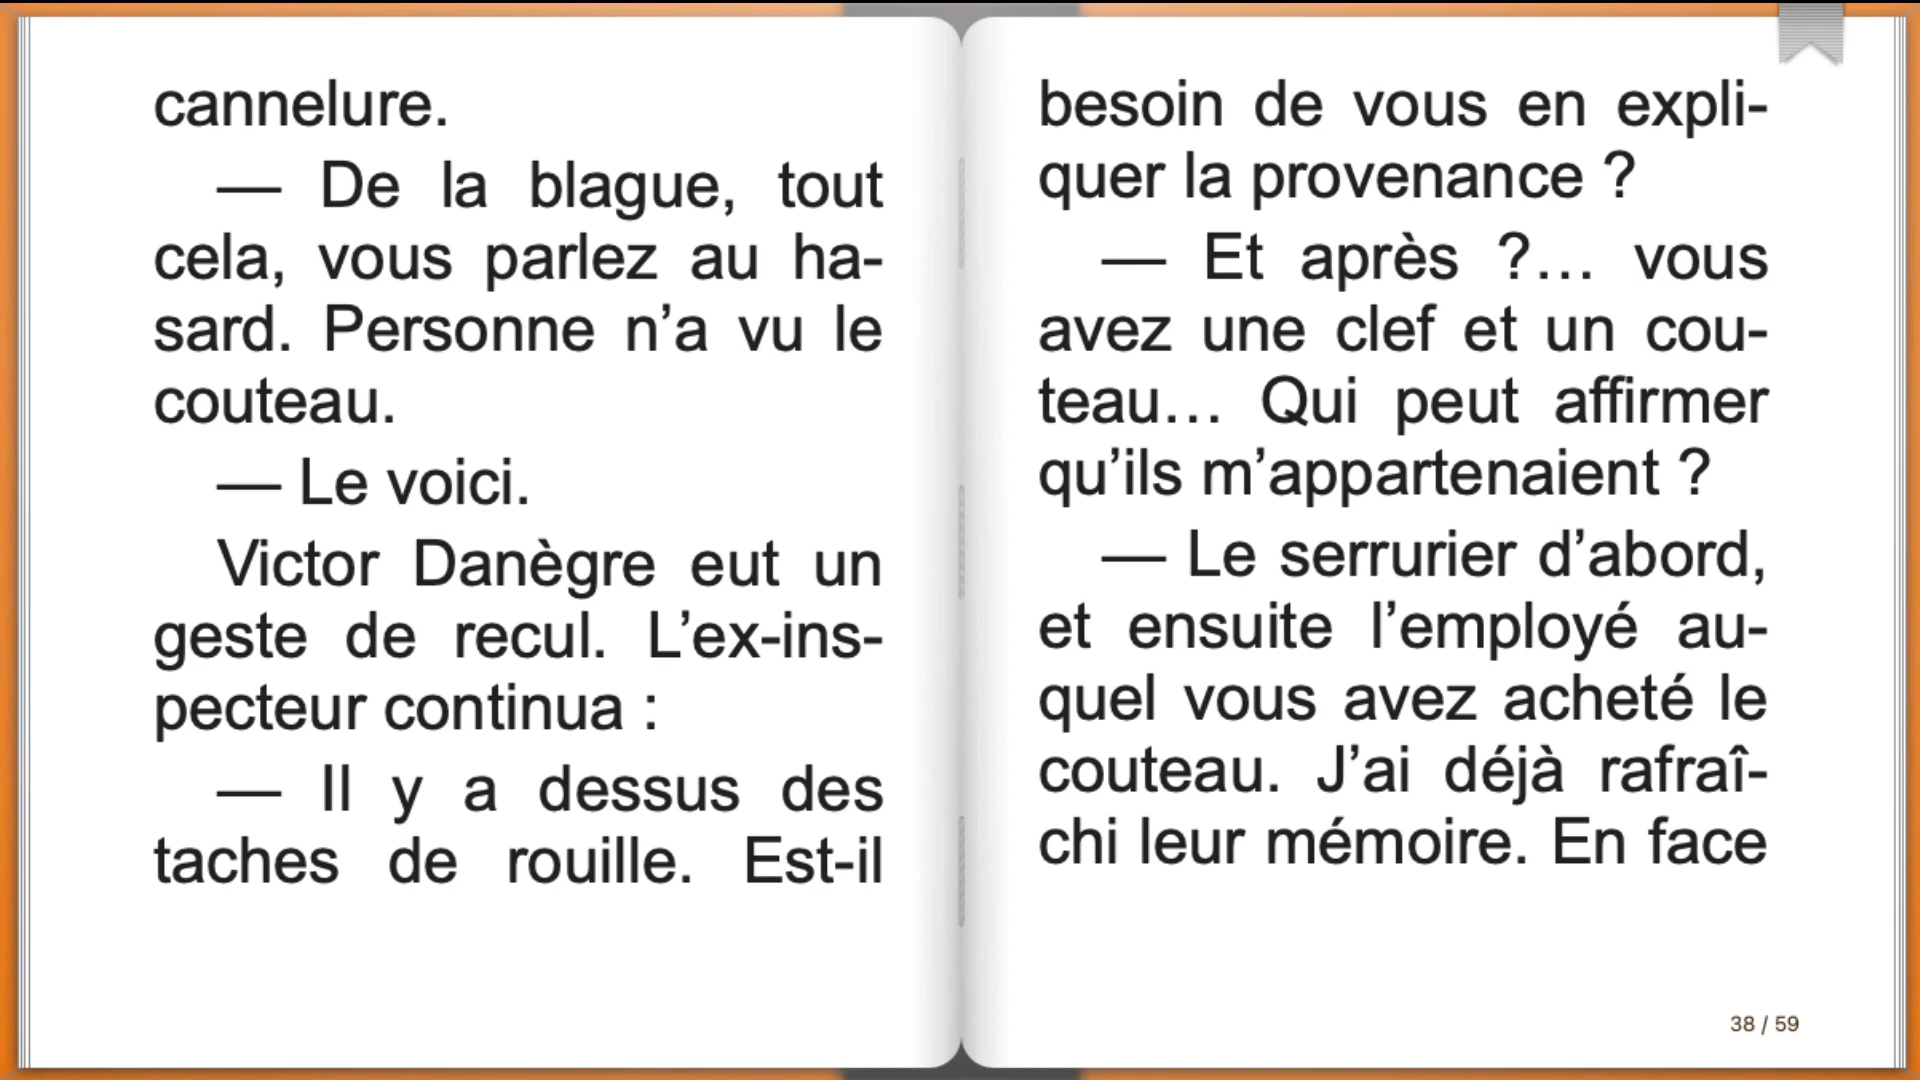 cannelure.
— De la blague, tout
cela, vous parlez au ha-
sard. Personne n’a vu le
couteau.
— Le voici.
Victor Danègre eut un
geste de recul. L’ex-ins-
pecteur continua :
— Il y a dessus des
taches de rouille. Est-il
besoin de vous en expli-
quer la provenance ?
— Et après ?… vous
avez une clef et un cou-
teau… Qui peut affirmer
qu’ils m’appartenaient ?
— Le serrurier d’abord,
et ensuite l’employé au-
quel vous avez acheté le
couteau. J’ai déjà rafraî-
chi leur mémoire. En face
38 / 59